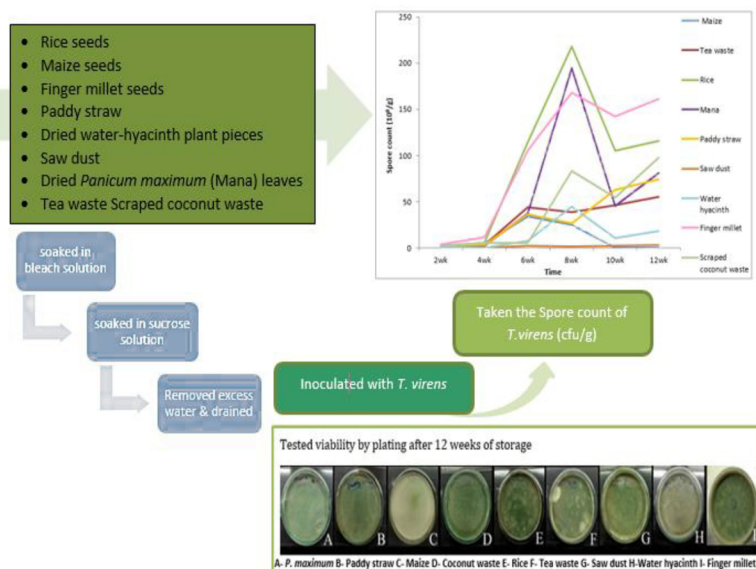 Rice seeds
Maize seeds
Finger millet seeds
Paddy straw
Dried water-hyacinth plant pieces
Saw dust
Dried Panicum maximum (Mana) leaves
Tea waste Scraped coconut waste
soaked in
bleach solution
soaked in sucrose
solution
Removed excess
water & drained
Inoculated with T. virens
Taken the Spore count of
T.virens (cfu/g)
Spore count (10⁶/g)
250
200
150
100
50
0
2wk 4wk 6wk 8wk 10wk 12wk
Time
Maize
Tea waste
Rice
Mana
Paddy straw
Saw dust
Water
hyacinth
Finger millet
Scraped
coconut waste
Tested viability by plating after 12 weeks of storage
A B C D E F G H I
A- P. maximum B- Paddy straw C- Maize D- Coconut waste E- Rice F- Tea waste G- Saw dust H-Water hyacinth I- Finger millet